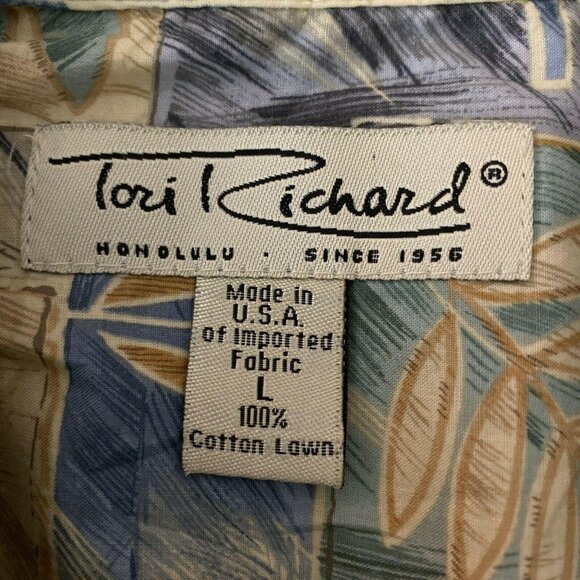 Tori Richard®
HONOLULU · SINCE 1956
Made in
U.S.A.
of Imported
Fabric
L
100%
Cotton Lawn